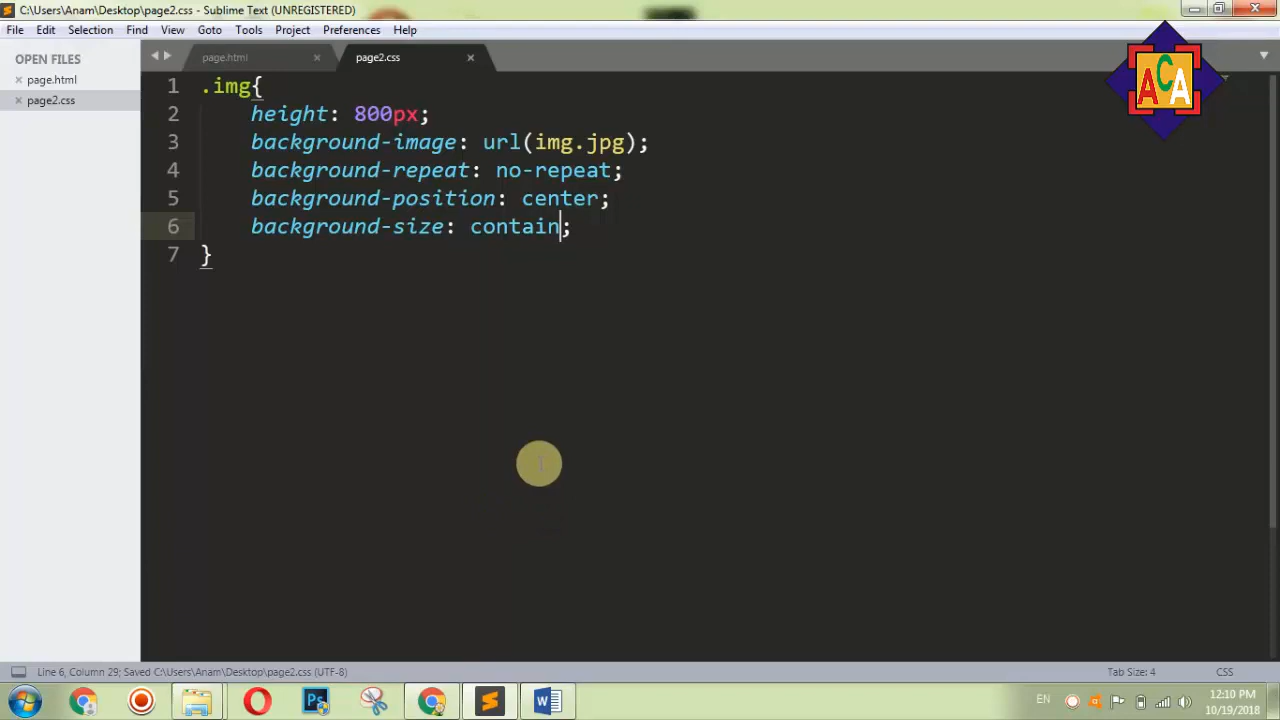 C:\Users\Anam\Desktop\page2.css - Sublime Text (UNREGISTERED)
File Edit Selection Find View Goto Tools Project Preferences Help
OPEN FILES
page.html
page2.css
page.html
page2.css
1 .img{
2 height: 800px;
3 background-image: url(img.jpg);
4 background-repeat: no-repeat;
5 background-position: center;
6 background-size: contain;
7 }
ACA
Line 6, Column 29; Saved C:\Users\Anam\Desktop\page2.css (UTF-8)
Tab Size: 4
CSS
Ps
W
EN
12:10 PM
10/19/2018